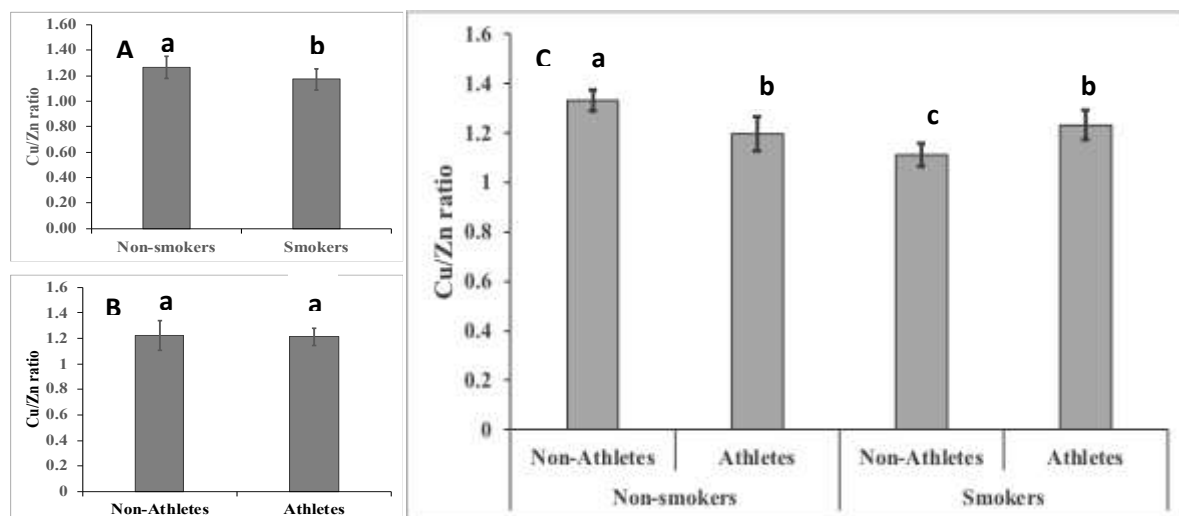 1.60
1.40
1.20
1.00
0.80
0.60
0.40
0.20
0.00
Cu/Zn ratio
A
a
b
Non-smokers Smokers
1.6
1.4
1.2
1
0.8
0.6
0.4
0.2
0
Cu/Zn ratio
B
a
a
Non-Athletes Athletes
1.6
1.4
1.2
1
0.8
0.6
0.4
0.2
0
Cu/Zn ratio
C
a
b
c
b
Non-Athletes Athletes Non-Athletes Athletes
Non-smokers Smokers